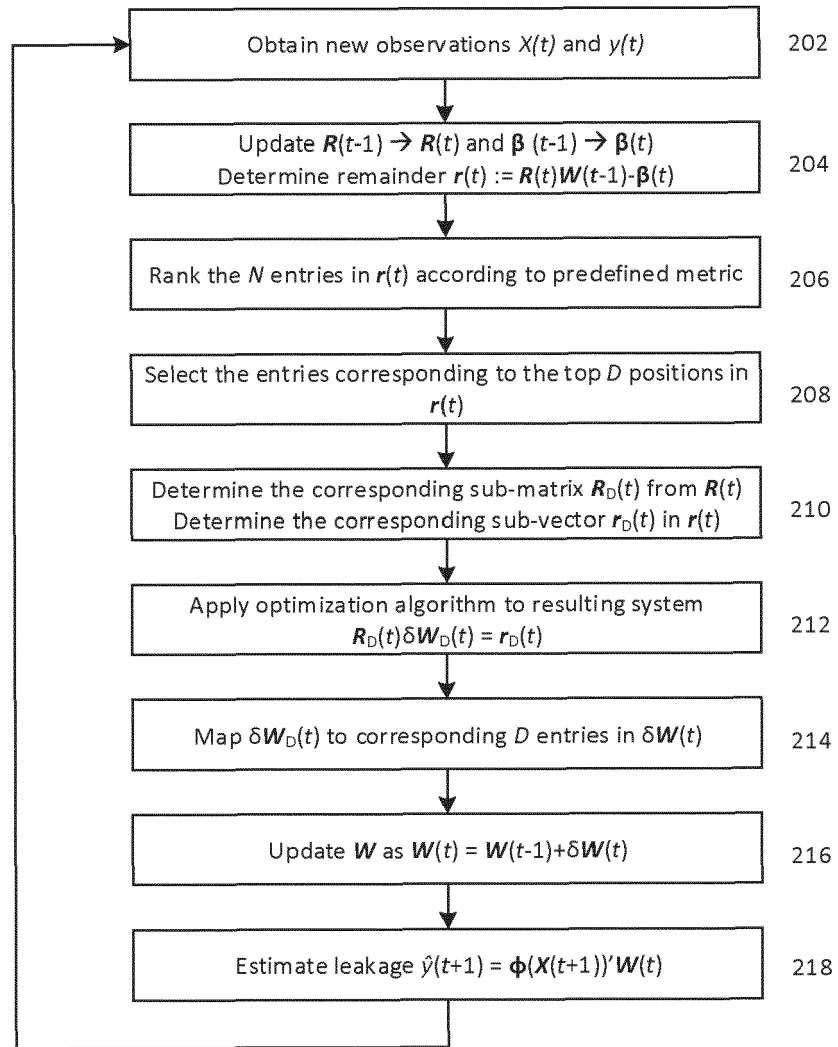 Obtain new observations X(t) and y(t)
202
Update R(t-1) → R(t) and β (t-1) → β(t)
Determine remainder r(t) := R(t)W(t-1)-β(t)
204
Rank the N entries in r(t) according to predefined metric
206
Select the entries corresponding to the top D positions in
r(t)
208
Determine the corresponding sub-matrix R_D(t) from R(t)
Determine the corresponding sub-vector r_D(t) in r(t)
210
Apply optimization algorithm to resulting system
R_D(t)δW_D(t) = r_D(t)
212
Map δW_D(t) to corresponding D entries in δW(t)
214
Update W as W(t) = W(t-1)+δW(t)
216
Estimate leakage ŷ(t+1) = ϕ(X(t+1))'W(t)
218